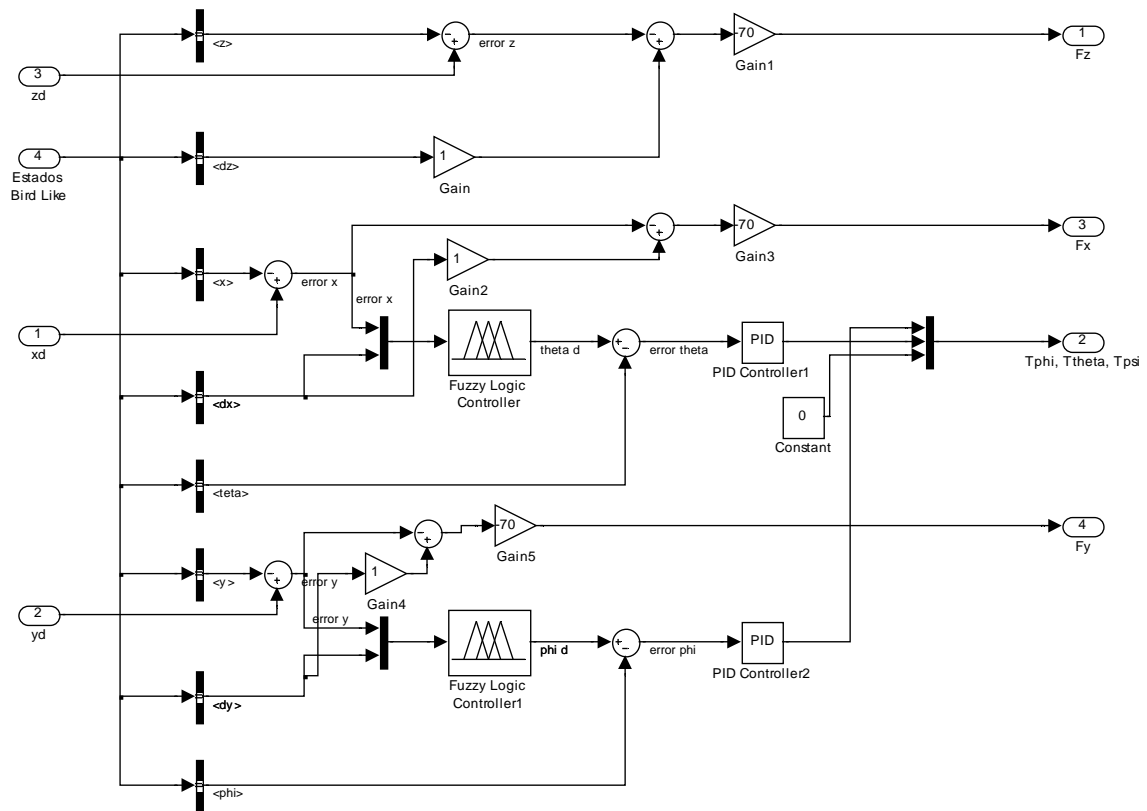 <z>
error z
-70
Gain1
1
Fz
3
zd
4
Estados
Bird Like
<dz>
1
Gain
<x>
error x
error x
1
Gain2
-70
Gain3
3
Fx
1
xd
<dx>
Fuzzy Logic
Controller
theta d
error theta
PID
PID Controller1
0
Constant
2
Tphi, Ttheta, Tpsi
<teta>
<y>
error y
error y
1
Gain4
-70
Gain5
4
Fy
2
yd
<dy>
Fuzzy Logic
Controller1
phi d
error phi
PID
PID Controller2
<phi>